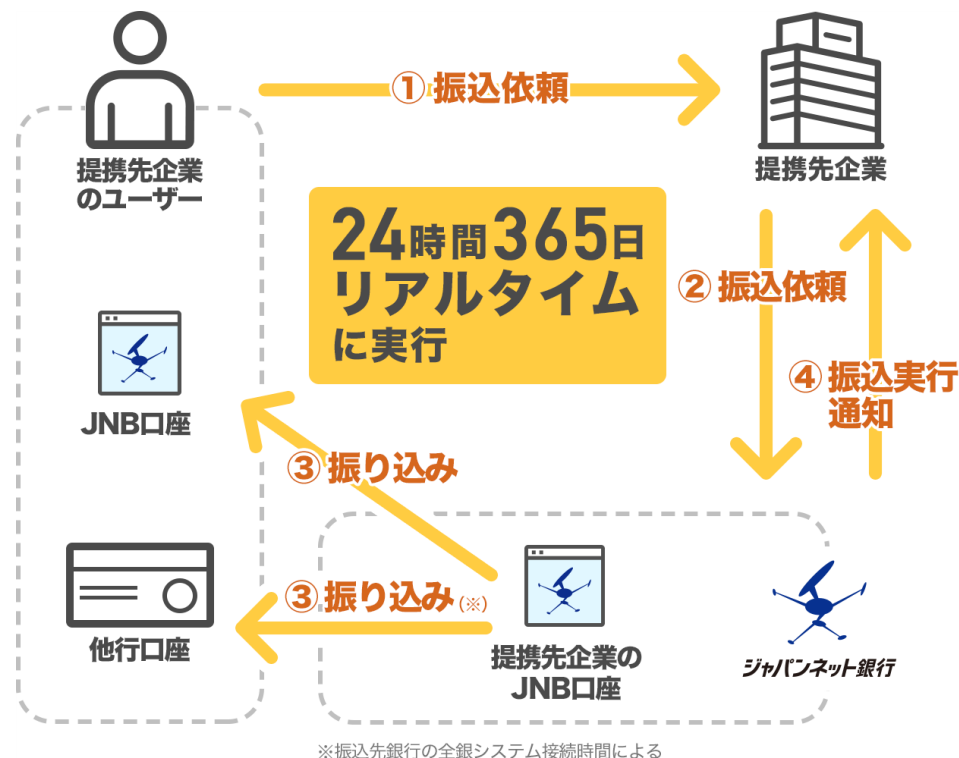 ① 振込依頼
提携先企業
のユーザー
提携先企業
24時間365日
リアルタイム
に実行
② 振込依頼
④ 振込実行
通知
JNB口座
③ 振り込み
③ 振り込み(※)
他行口座
提携先企業の
JNB口座
ジャパンネット銀行
※振込先銀行の全銀システム接続時間による